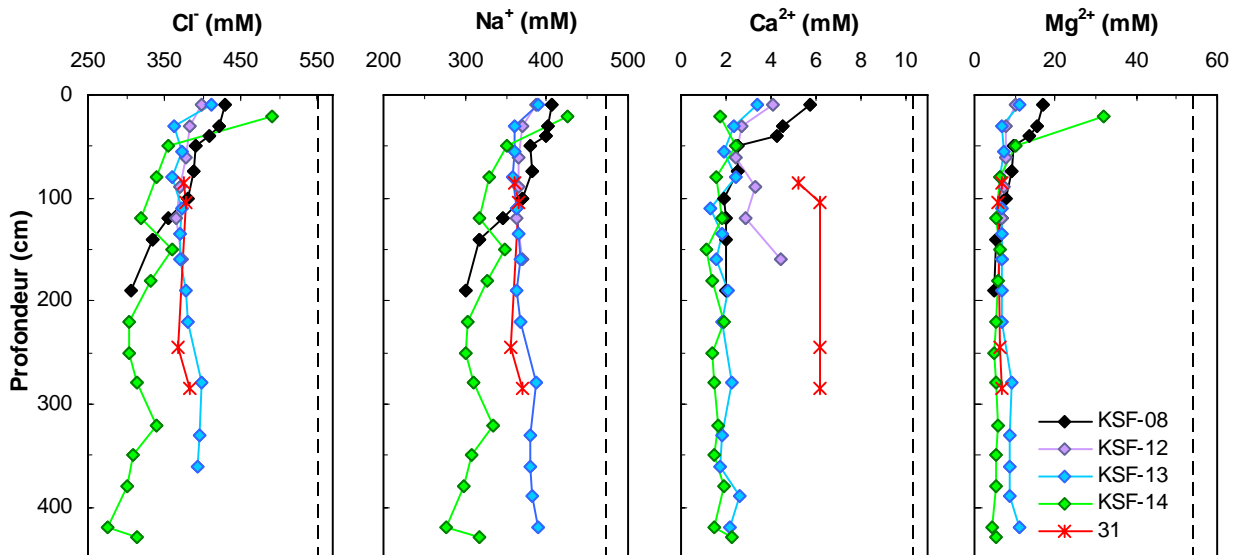 Cl⁻ (mM) Na⁺ (mM) Ca²⁺ (mM) Mg²⁺ (mM)
250 350 450 550 200 300 400 500 0 2 4 6 8 10 0 20 40 60
0
100
200
300
400
Profondeur (cm)
KSF-08
KSF-12
KSF-13
KSF-14
31